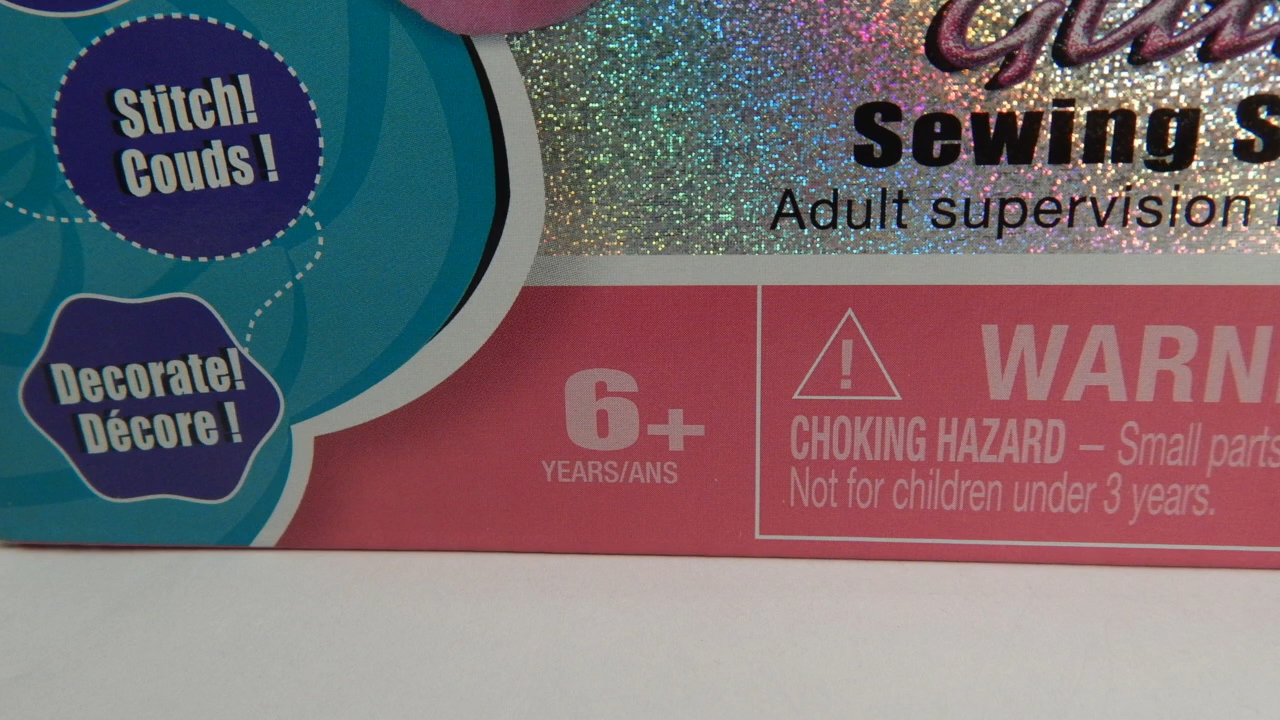 Stitch!
Couds !
Decorate!
Décore !
Sewing
Adult supervision
6+
YEARS/ANS
CHOKING HAZARD – Small parts
Not for children under 3 years.